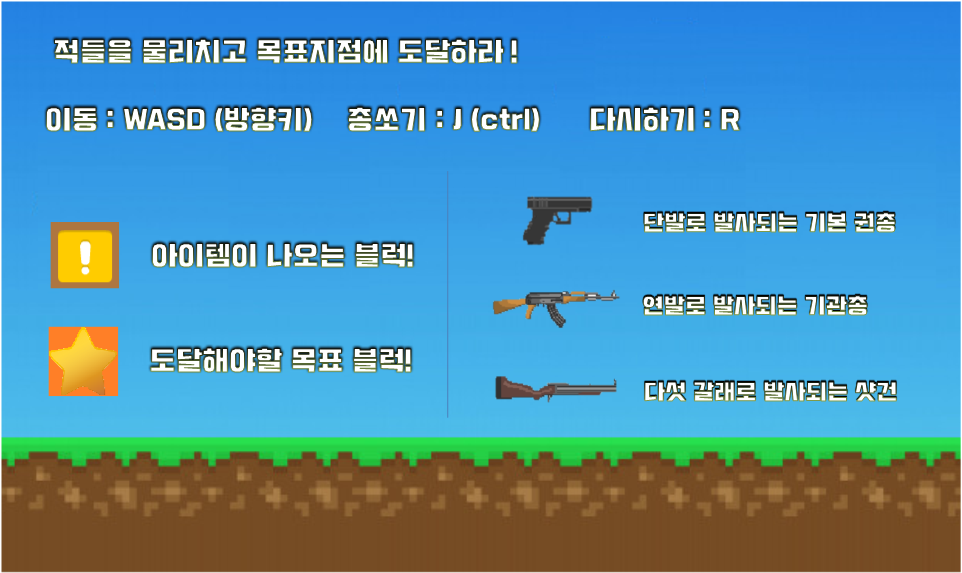 적들을 물리치고 목표지점에 도달하라!
이동 : WASD (방향키) 총쏘기 : J (ctrl) 다시하기 : R
!
아이템이 나오는 블럭!
도달해야할 목표 블럭!
단발로 발사되는 기본 권총
연발로 발사되는 기관총
다섯 갈래로 발사되는 샷건